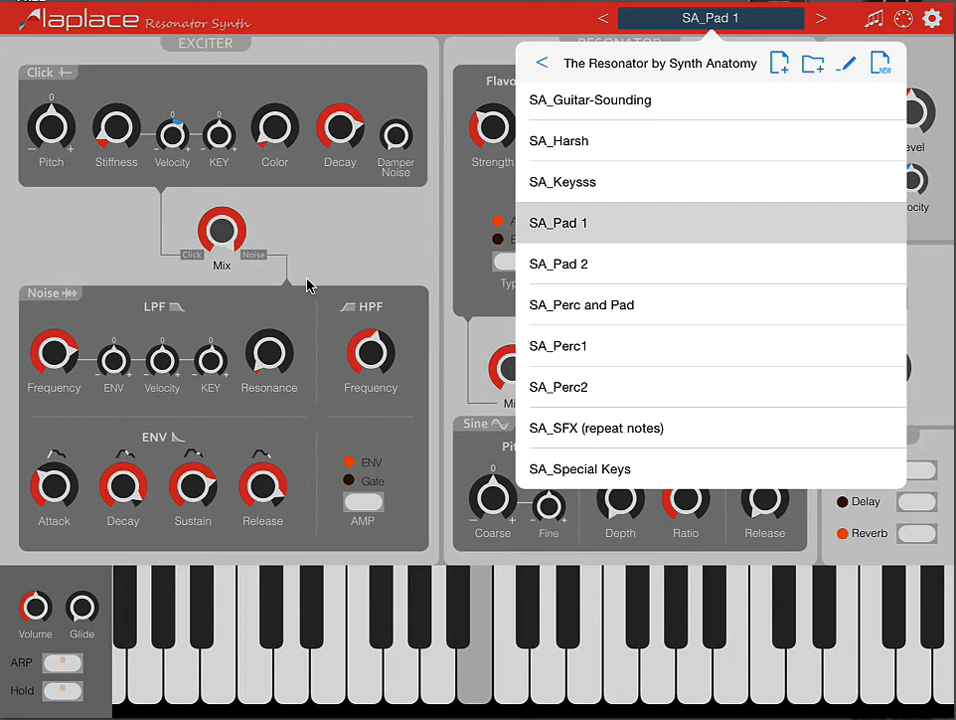 laplace Resonator Synth
< SA_Pad 1 >
EXCITER
RESONATOR
Click
0
0
0
Pitch
Stiffness
Velocity
KEY
Color
Decay
Damper
Noise
Click
Noise
Mix
Noise
LPF
HPF
Frequency
ENV
Velocity
KEY
Resonance
Frequency
ENV
Attack
Decay
Sustain
Release
ENV
Gate
AMP
Strength
< The Resonator by Synth Anatomy
NEW
SA_Guitar-Sounding
SA_Harsh
SA_Keysss
SA_Pad 1
SA_Pad 2
SA_Perc and Pad
SA_Perc1
SA_Perc2
SA_SFX (repeat notes)
SA_Special Keys
Sine
0
Coarse
Fine
Depth
Ratio
Release
Delay
Reverb
Volume
Glide
ARP
Hold